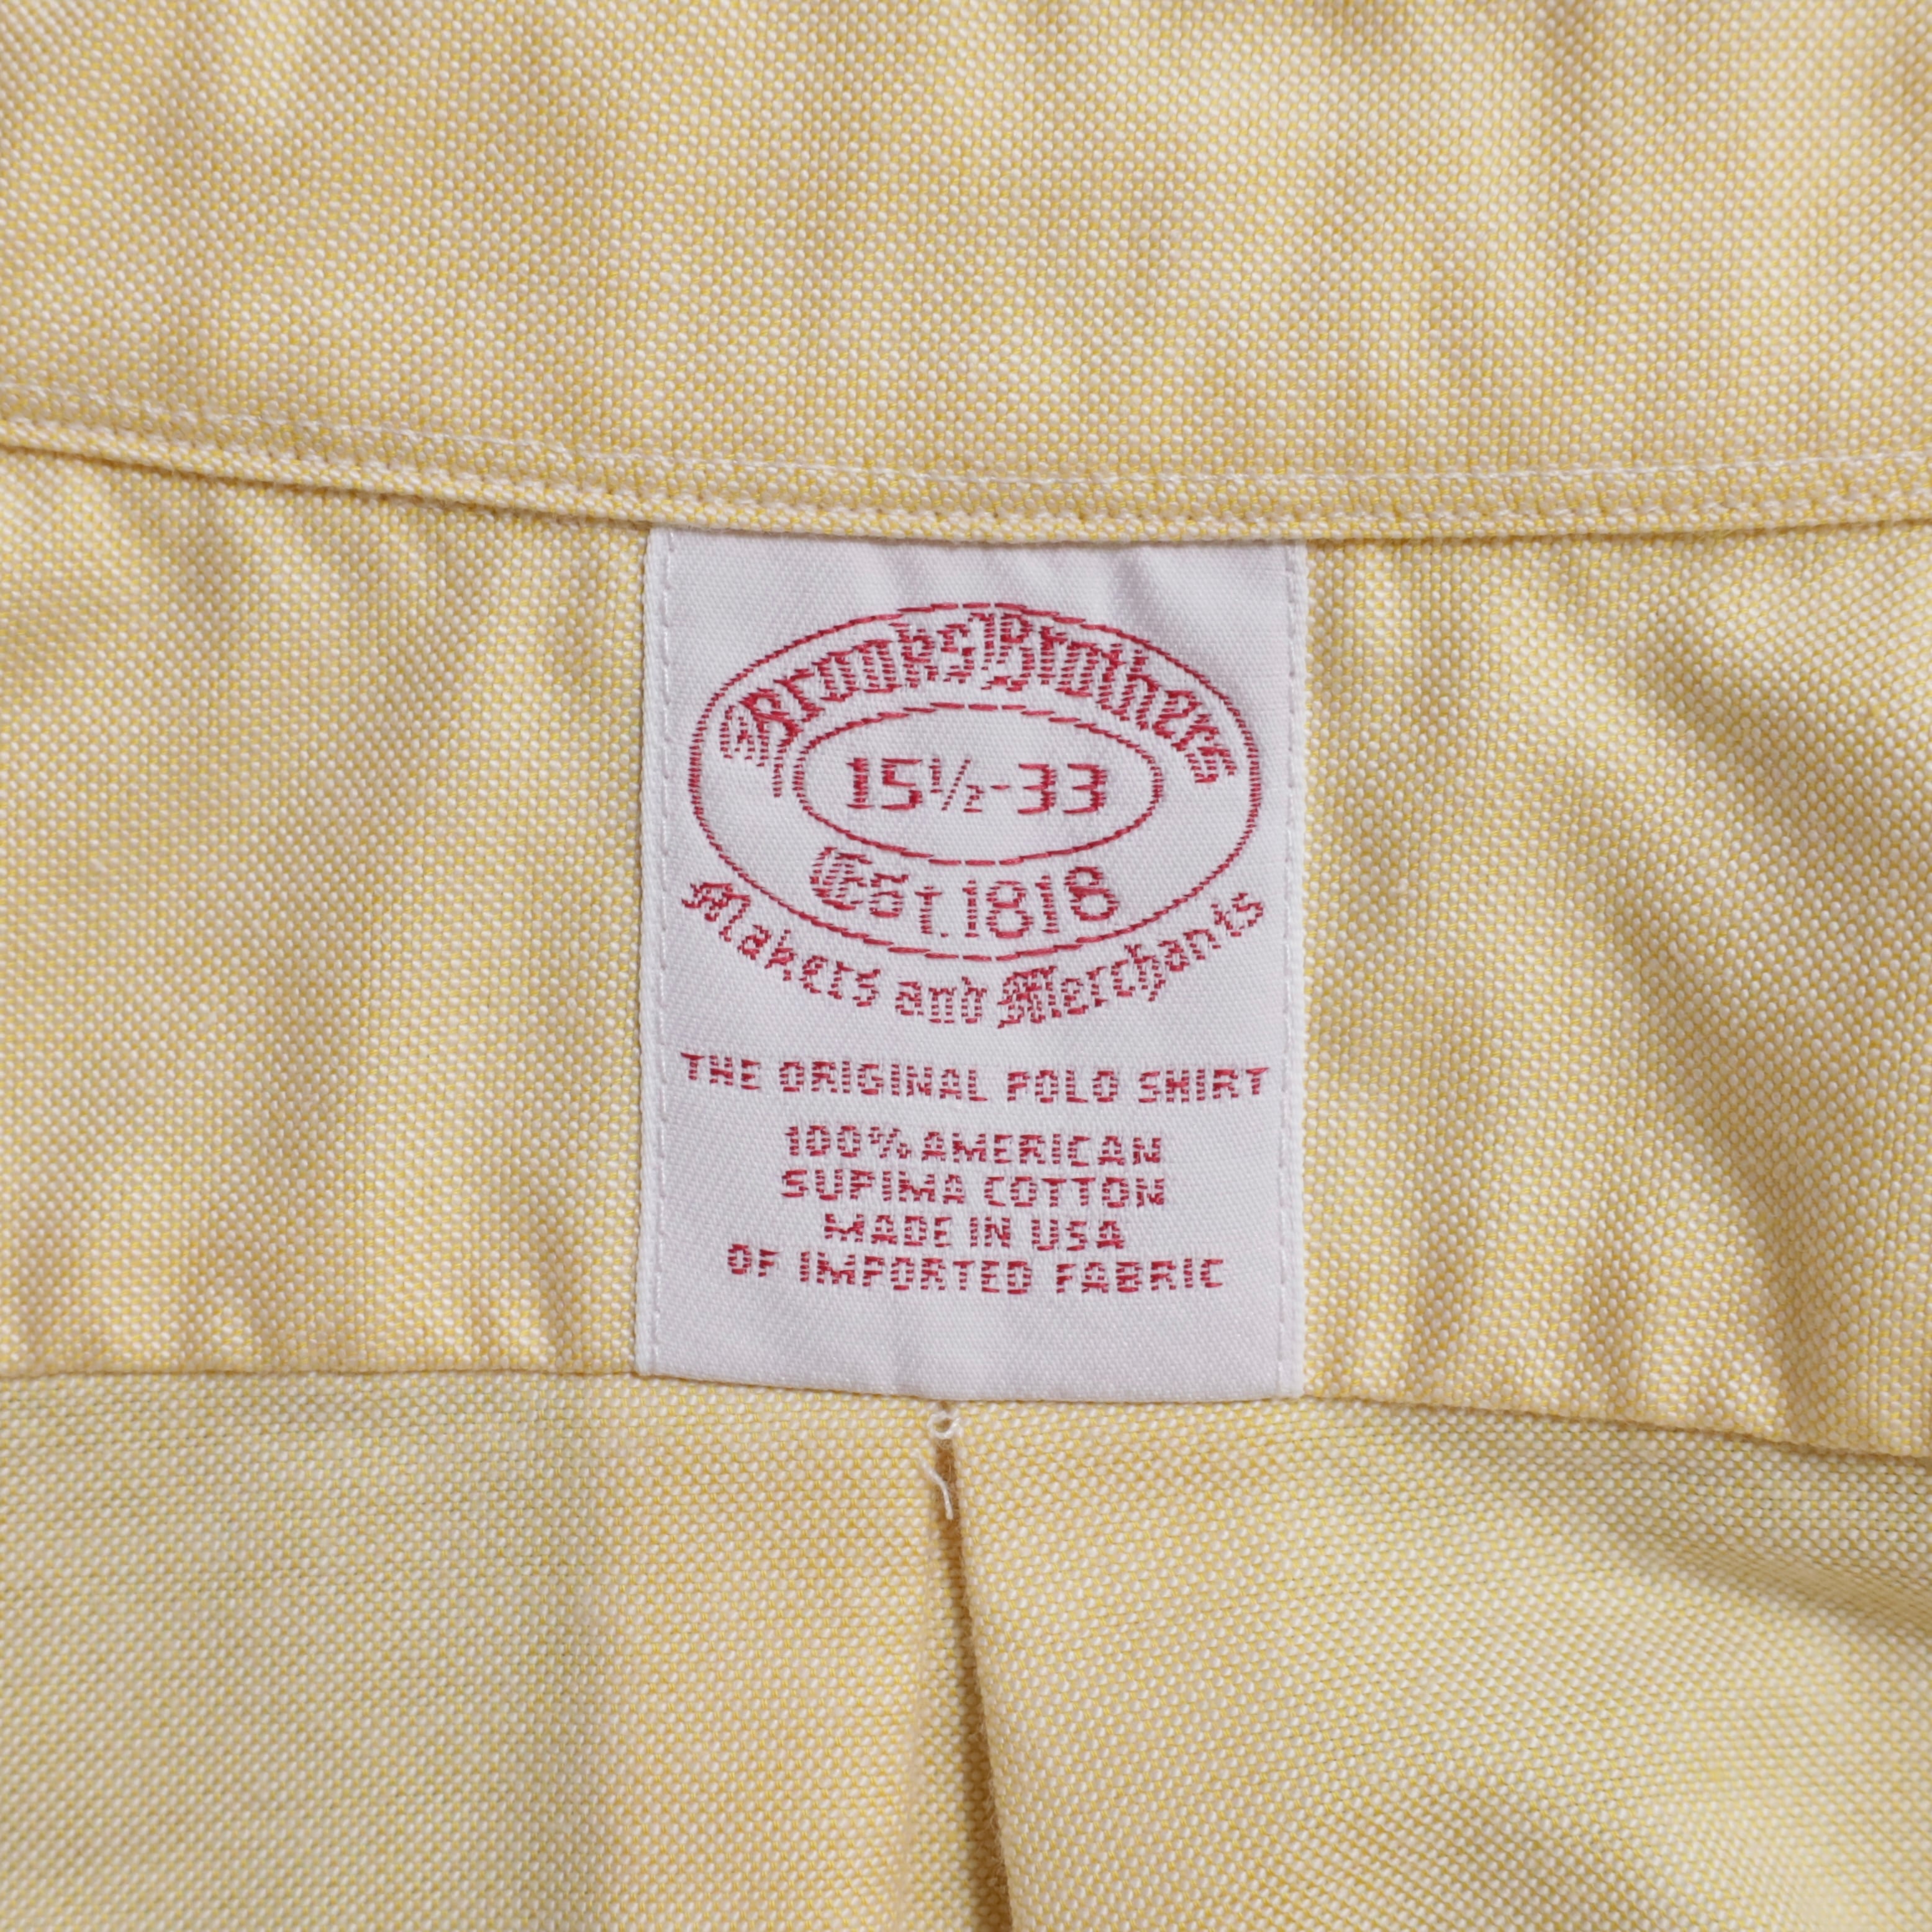 Brooks Brothers
15½-33
Est.1818
Makers and Merchants
THE ORIGINAL POLO SHIRT
100% AMERICAN
SUPIMA COTTON
MADE IN USA
OF IMPORTED FABRIC